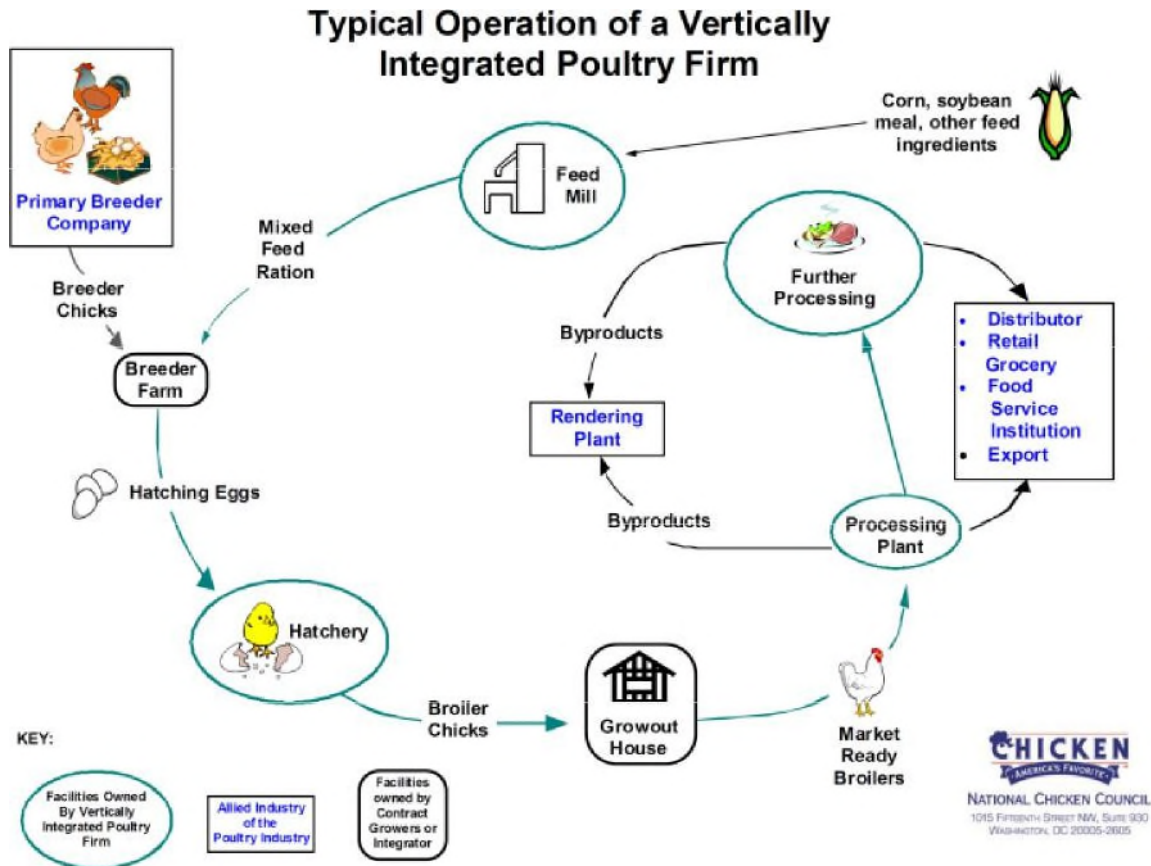 Typical Operation of a Vertically
Integrated Poultry Firm
Primary Breeder
Company
Breeder
Chicks
Mixed
Feed
Ration
Feed
Mill
Corn, soybean
meal, other feed
ingredients
Breeder
Farm
Hatching Eggs
Hatchery
Broiler
Chicks
Growout
House
Market
Ready
Broilers
Processing
Plant
Byproducts
Rendering
Plant
Byproducts
Further
Processing
• Distributor
• Retail
Grocery
• Food
Service
Institution
• Export
KEY:
Facilities Owned
By Vertically
Integrated Poultry
Firm
Allied Industry
of the
Poultry Industry
Facilities
owned by
Contract
Growers or
Integrator
CHICKEN
AMERICA'S FAVORITE
NATIONAL CHICKEN COUNCIL
1015 FIFTEENTH STREET NW, SUITE 930
WASHINGTON, DC 20005-2605